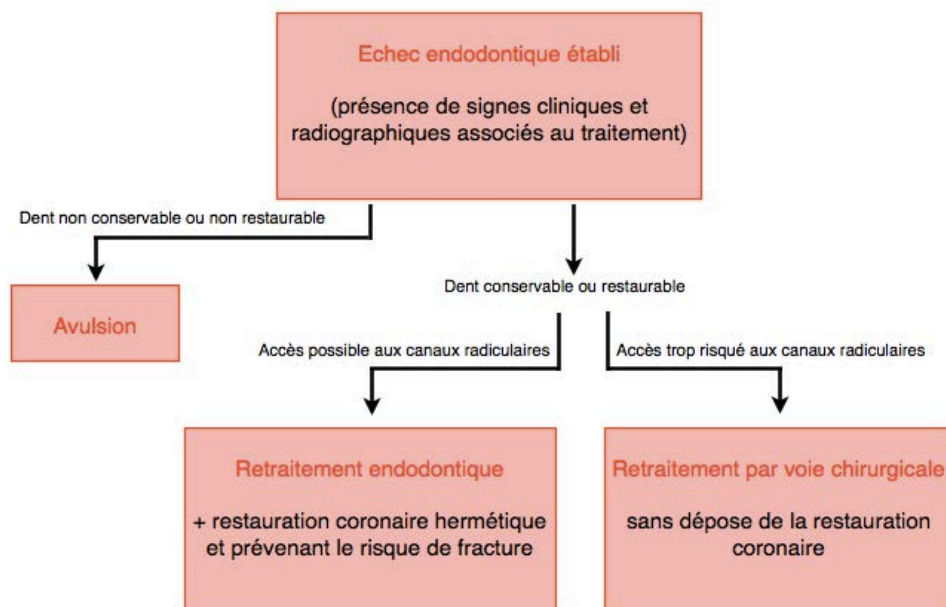 Echec endodontique établi
(présence de signes cliniques et
radiographiques associés au traitement)
Dent non conservable ou non restaurable
Avulsion
Dent conservable ou restaurable
Accès possible aux canaux radiculaires
Accès trop risqué aux canaux radiculaires
Retraitement endodontique
+ restauration coronaire hermétique
et prévenant le risque de fracture
Retraitement par voie chirurgicale
sans dépose de la restauration
coronaire